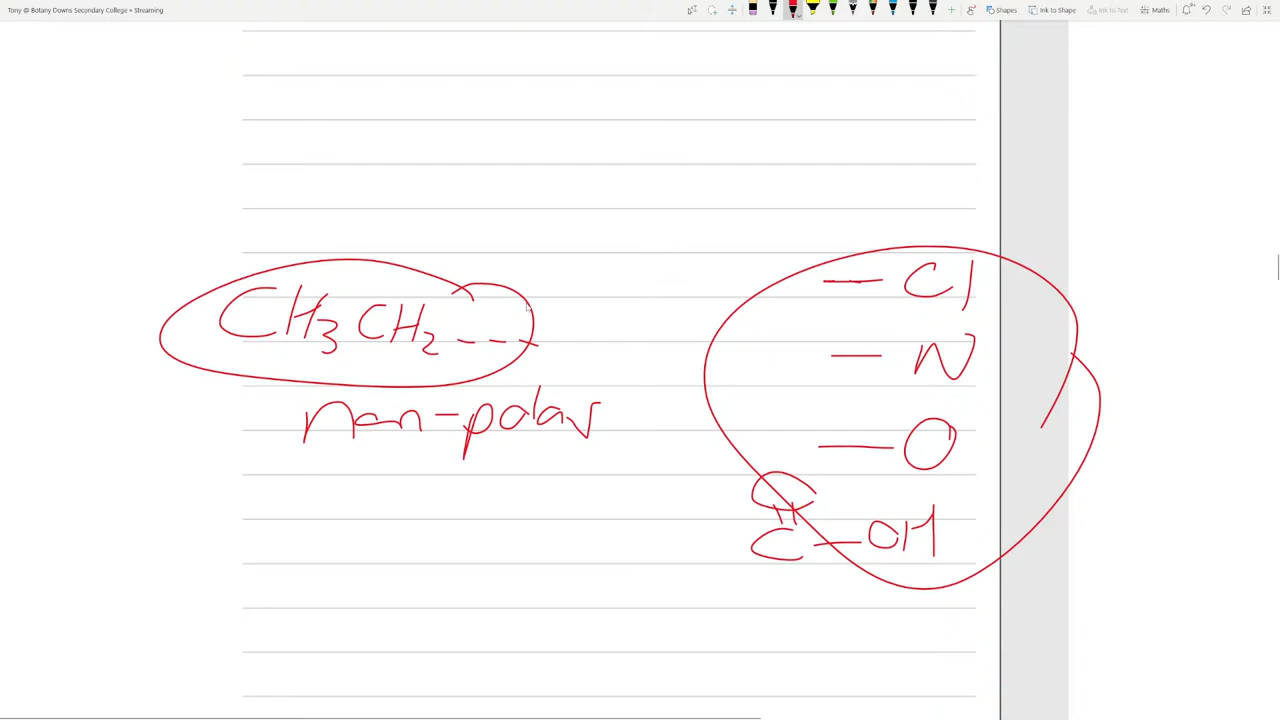 Tony @ Botany Downs Secondary College » Streaming
Shapes Ink to Shape Ink to Text Maths
CH3CH2 - - -
non-polar
— Cl
— N
— O
O
C — OH